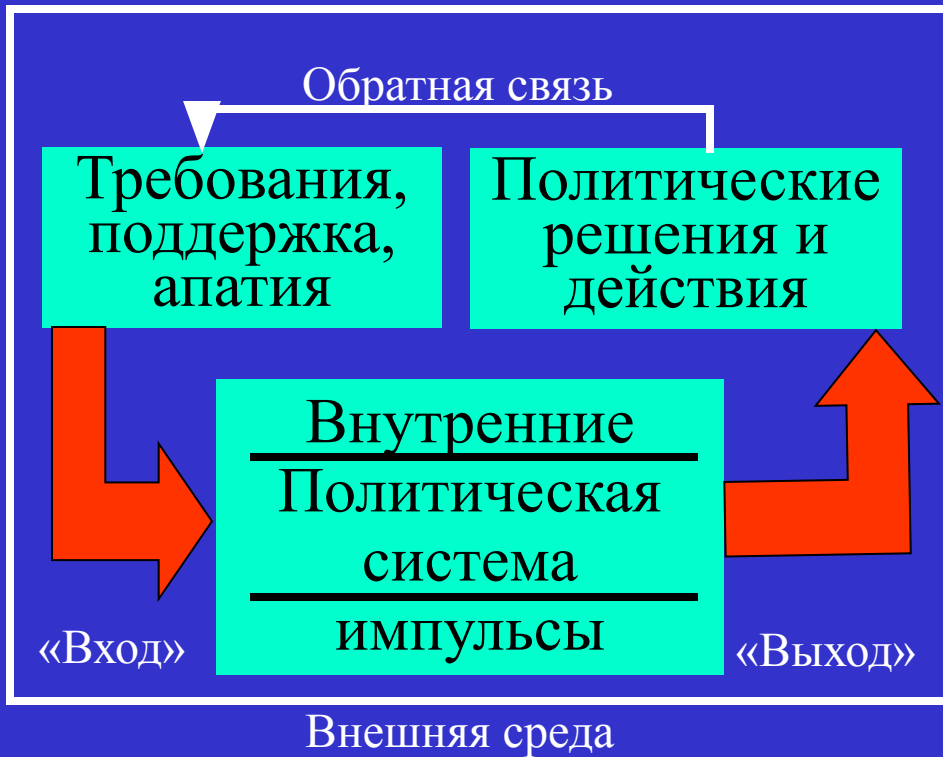 Обратная связь
Требования,
поддержка,
апатия
Политические
решения и
действия
Внутренние
Политическая
система
импульсы
«Вход»
«Выход»
Внешняя среда